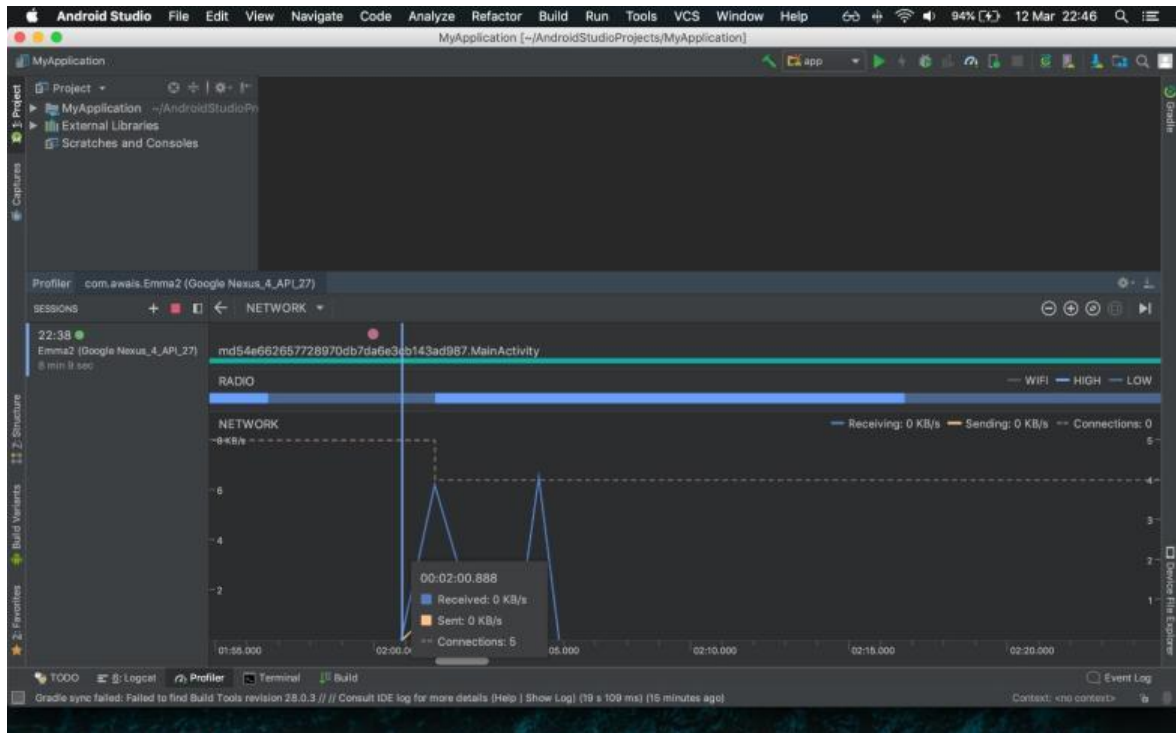 Android Studio File Edit View Navigate Code Analyze Refactor Build Run Tools VCS Window Help 94% 12 Mar 22:46
MyApplication [~/AndroidStudioProjects/MyApplication]
MyApplication
app
1: Project
Captures
2: Structure
Build Variants
2: Favorites
Project
MyApplication ~/AndroidStudioPr
External Libraries
Scratches and Consoles
Gradle
Device File Explorer
Profiler com.awais.Emma2 (Google Nexus_4_API_27)
SESSIONS
NETWORK
22:38
Emma2 (Google Nexus_4_API_27)
8 min 9 sec
MainActivity
RADIO
WIFI HIGH LOW
NETWORK
Receiving: 0 KB/s Sending: 0 KB/s Connections: 0
8 KB/s
5
6
4
3
4
2
2
1
00:02:00.888
Received: 0 KB/s
Sent: 0 KB/s
Connections: 5
01:55.000 02:00.0 05.000 02:10.000 02:15.000 02:20.000
TODO 6: Logcat Profiler Terminal Build Event Log
Gradle sync failed: Failed to find Build Tools revision 28.0.3 // // Consult IDE log for more details (Help | Show Log) (19 s 109 ms) (15 minutes ago) Context: <no context>